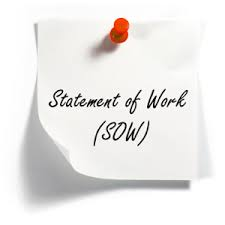 Statement of Work
(SOW)